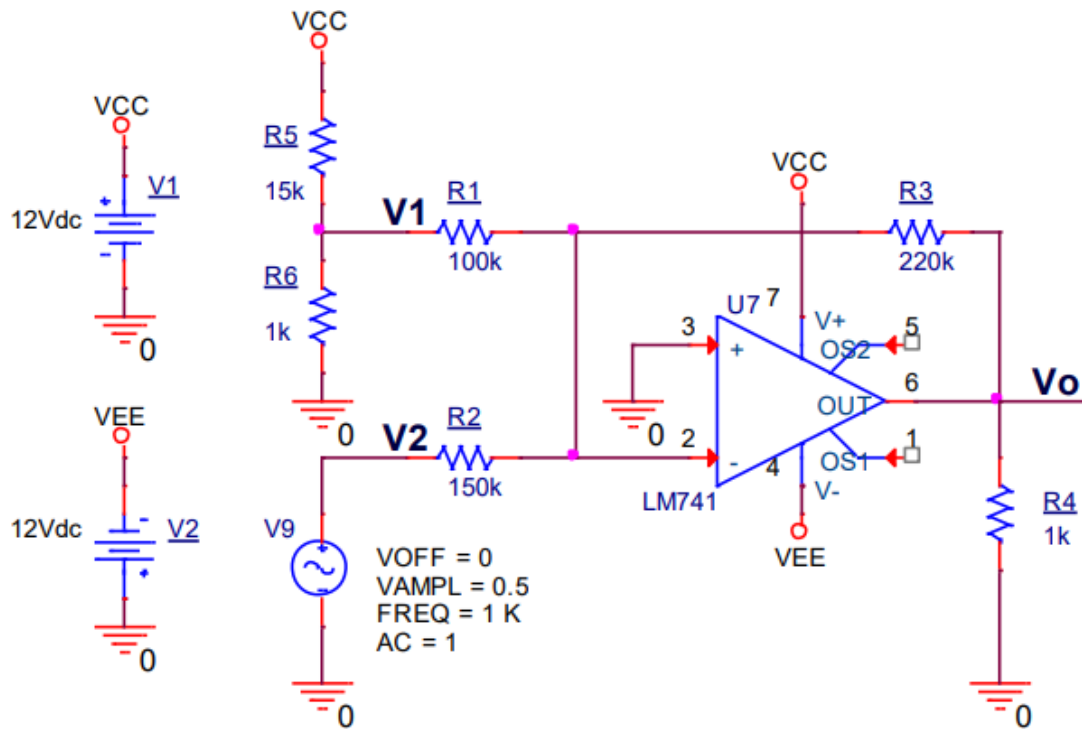 VCC
R5
15k
VCC
V1
12Vdc
+
-
0
V1
R1
100k
VCC
R3
220k
R6
1k
0
U7
7
V+
3
+
OS2
5
6
OUT
Vo
0
2
-
4
OS1
1
V-
LM741
VEE
VEE
12Vdc
-
V2
+
0
V2
R2
150k
V9
+
-
VOFF = 0
VAMPL = 0.5
FREQ = 1 K
AC = 1
0
R4
1k
0